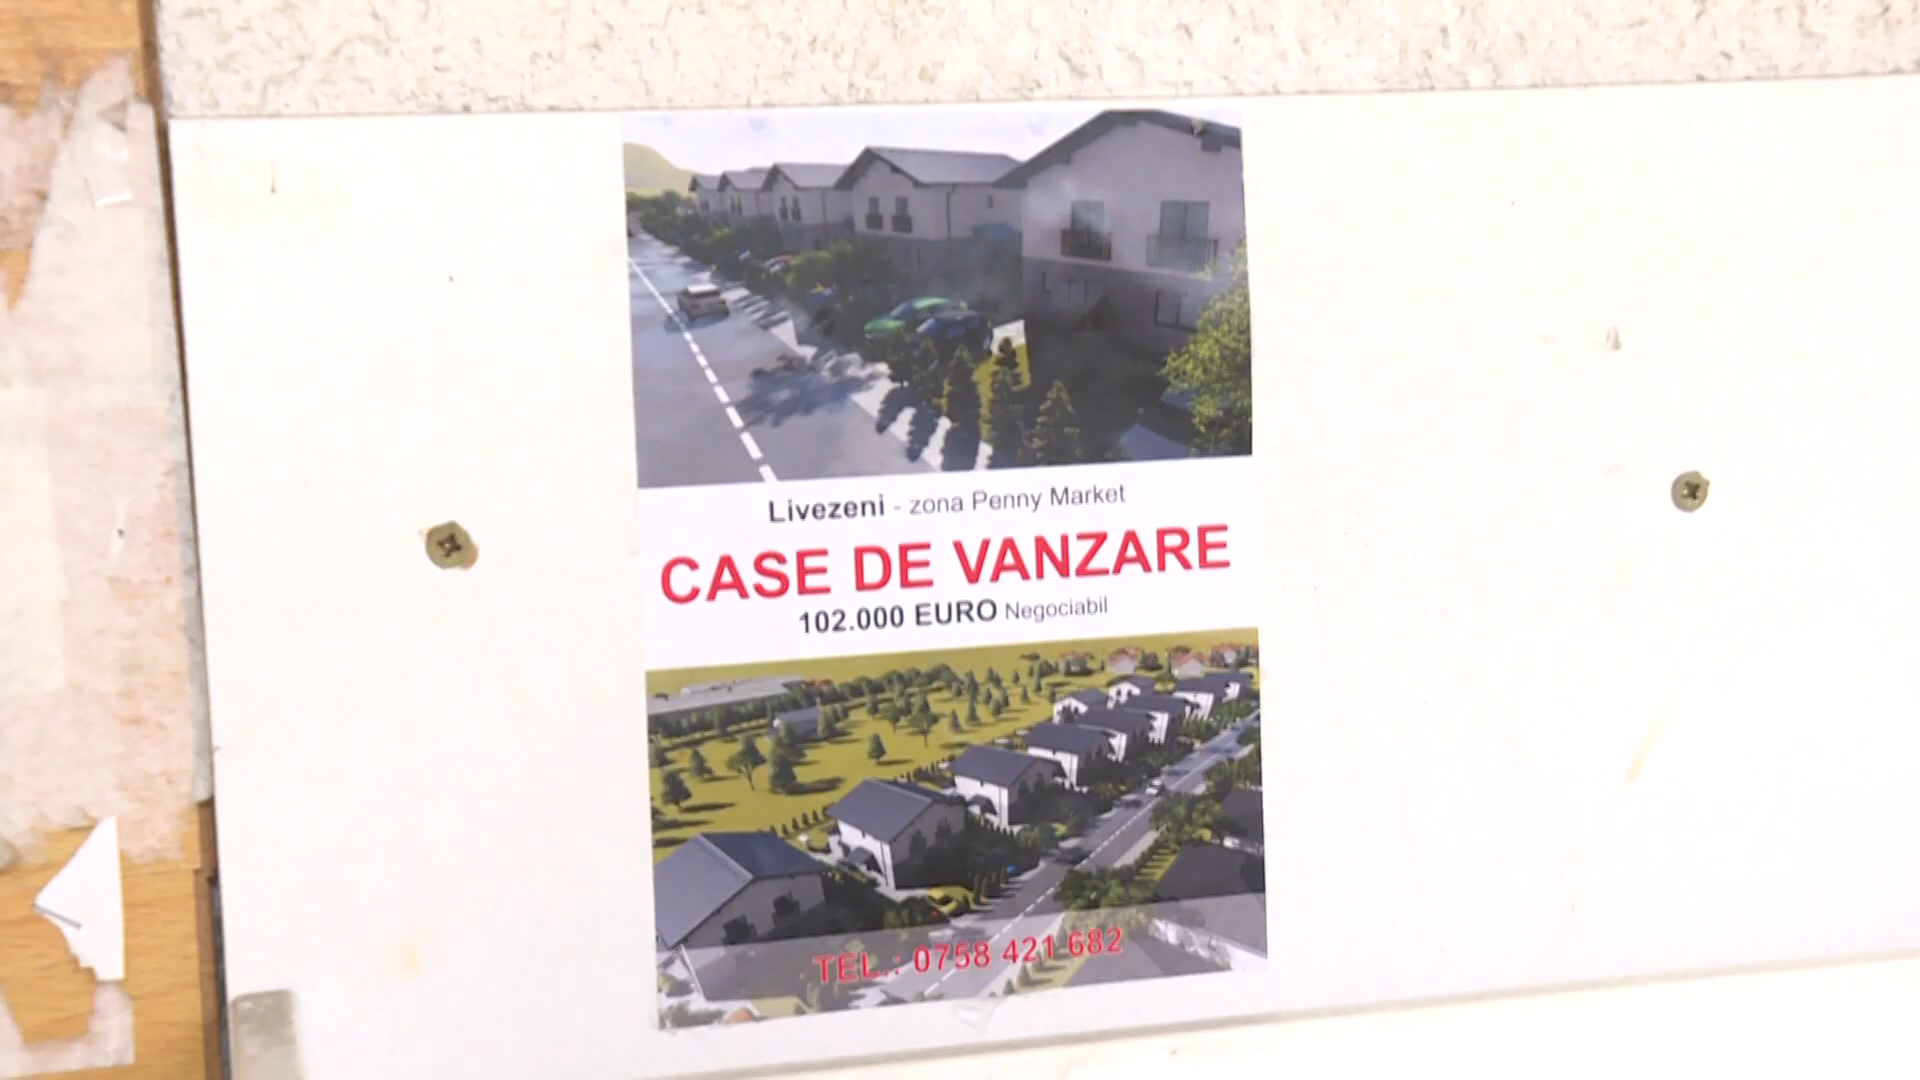 Livezeni - zona Penny Market
CASE DE VANZARE
102.000 EURO Negociabil
TEL.: 0758 421 682